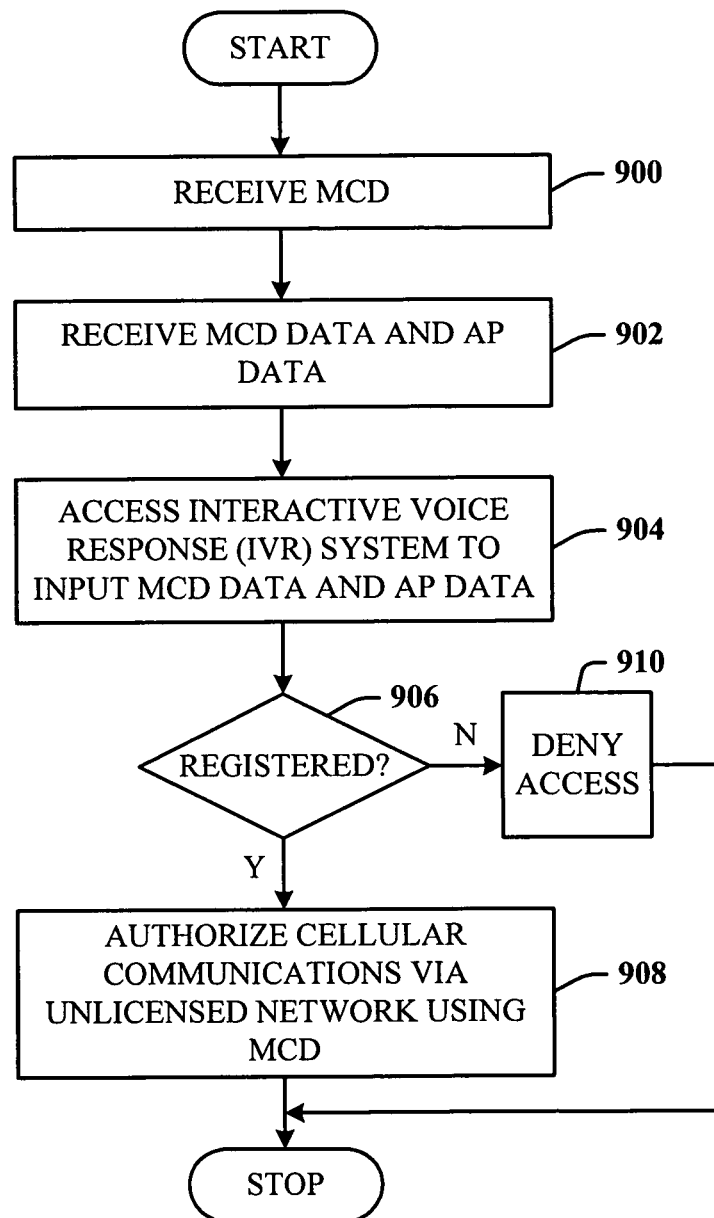 START
RECEIVE MCD
900
RECEIVE MCD DATA AND AP
DATA
902
ACCESS INTERACTIVE VOICE
RESPONSE (IVR) SYSTEM TO
INPUT MCD DATA AND AP DATA
904
906
REGISTERED?
N
910
DENY
ACCESS
Y
AUTHORIZE CELLULAR
COMMUNICATIONS VIA
UNLICENSED NETWORK USING
MCD
908
STOP